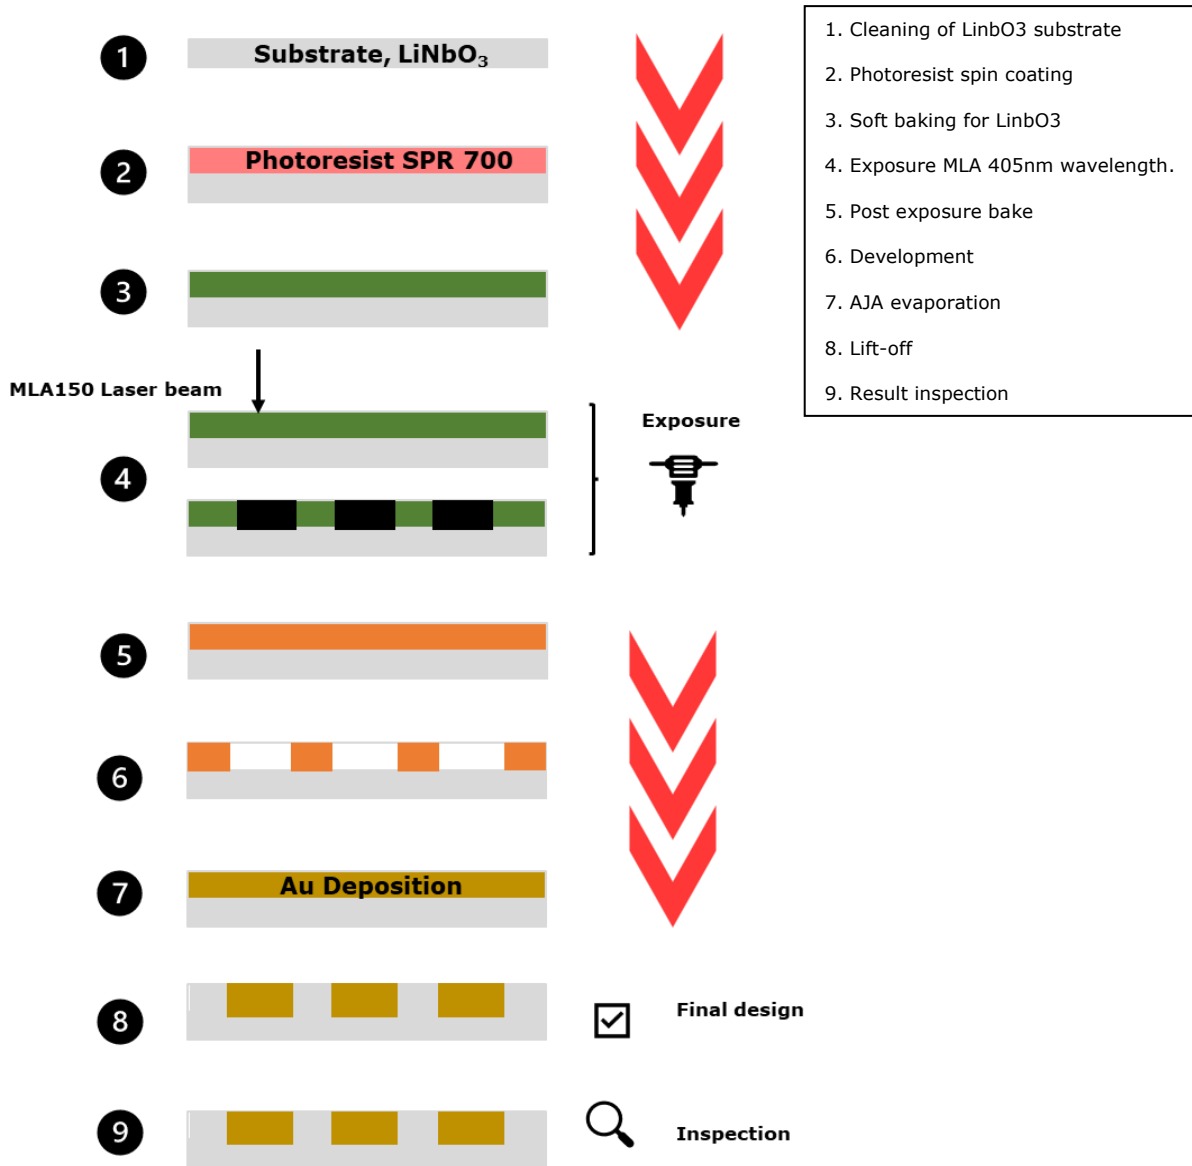 1
Substrate, LiNbO₃
2
Photoresist SPR 700
3
MLA150 Laser beam
4
Exposure
5
6
7
Au Deposition
8
Final design
9
Inspection
1. Cleaning of LinbO3 substrate
2. Photoresist spin coating
3. Soft baking for LinbO3
4. Exposure MLA 405nm wavelength.
5. Post exposure bake
6. Development
7. AJA evaporation
8. Lift-off
9. Result inspection